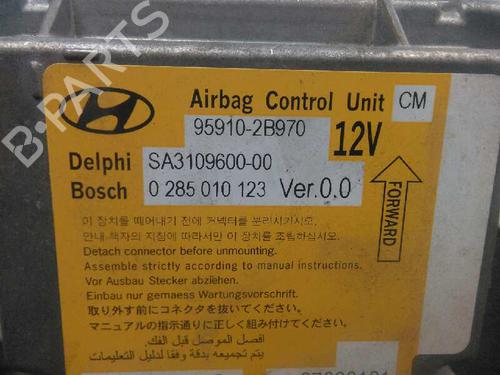 B-PARTS
Airbag Control Unit CM
95910-2B970 12V
Delphi SA3109600-00
Bosch 0 285 010 123 Ver.0.0
FORWARD
이 장치를 떼어내기 전에 커넥터를 분리시키시오.
안내 책자의 지침에 따라서만 이 장치를 조립하십시오.
Detach connector before unmounting.
Assemble strictly according to manual instructions.
Vor Ausbau Stecker abziehen.
Einbau nur gemaess Wartungsvorschrift.
取り外す前にコネクタをはずして下さい
マニュアルの指示通りに正しく組み付けてください
افصل الموصل قبل الفك.
يتم تجميعه بدقة وفقا لدليل التعليمات.